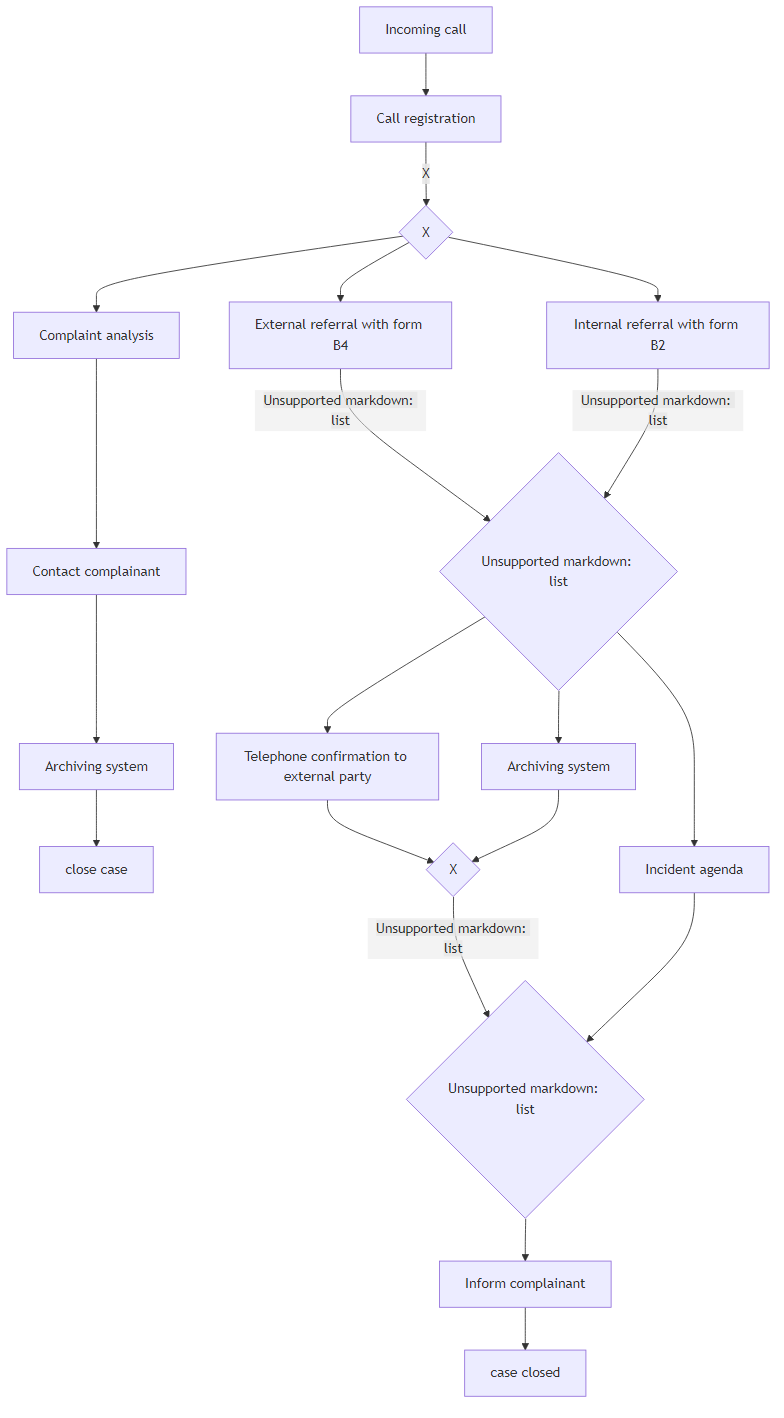 Incoming call
Call registration
X
X
Complaint analysis
External referral with form
B4
Internal referral with form
B2
Unsupported markdown:
list
Unsupported markdown:
list
Unsupported markdown:
list
Contact complainant
Telephone confirmation to
external party
Archiving system
Archiving system
close case
X
Incident agenda
Unsupported markdown:
list
Unsupported markdown:
list
Inform complainant
case closed